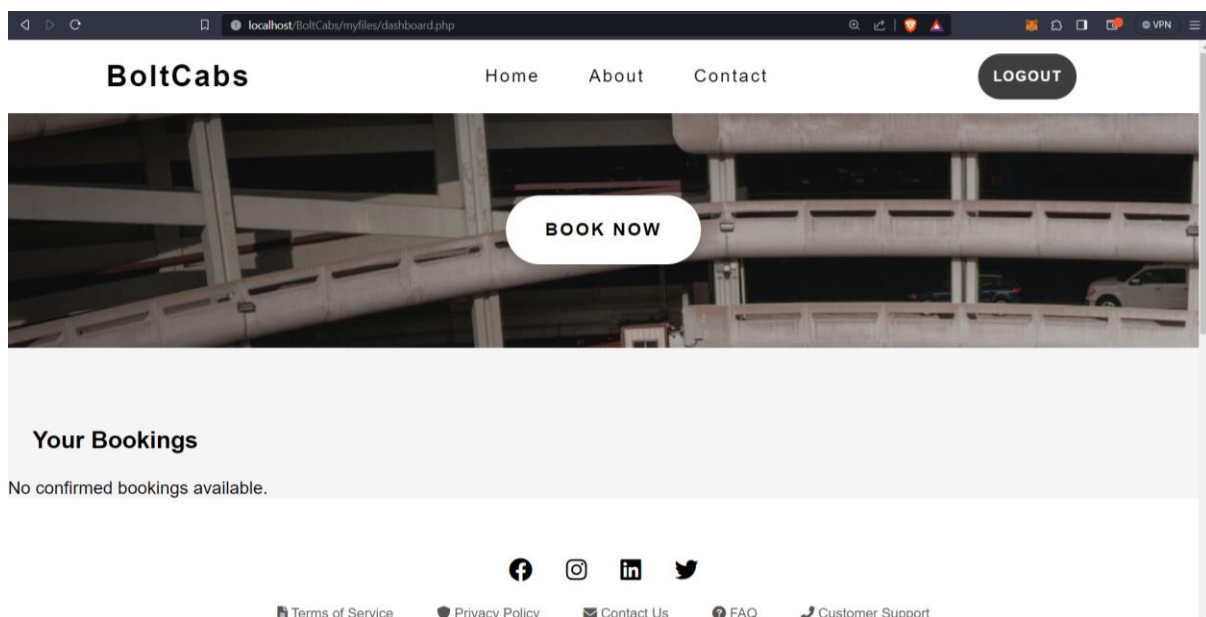 localhost/BoltCabs/myfiles/dashboard.php
VPN
BoltCabs
Home About Contact
LOGOUT
BOOK NOW
Your Bookings
No confirmed bookings available.
Terms of Service Privacy Policy Contact Us FAQ Customer Support